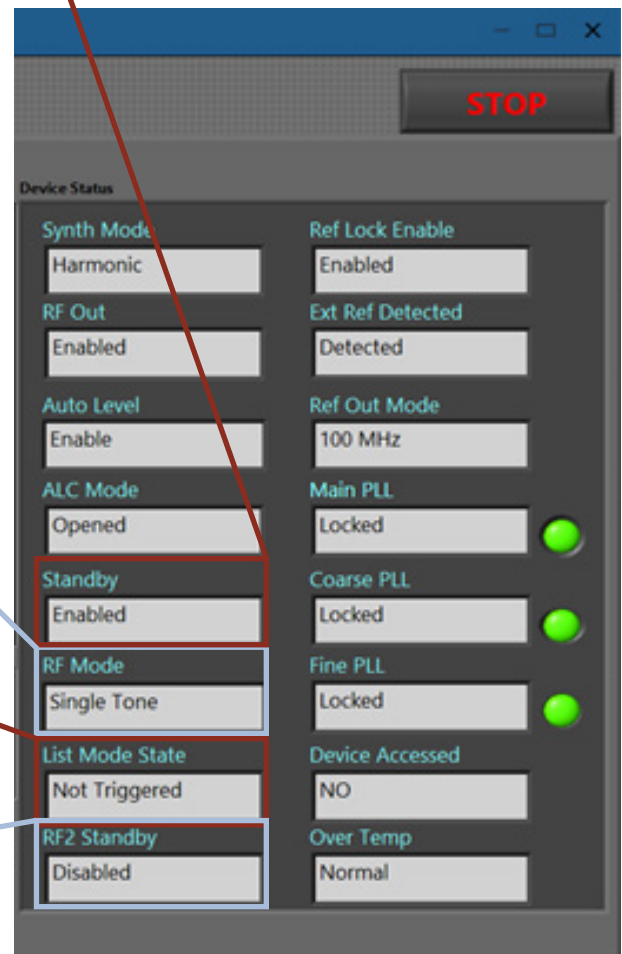 STOP
Device Status
Synth Mode
Harmonic
RF Out
Enabled
Auto Level
Enable
ALC Mode
Opened
Standby
Enabled
RF Mode
Single Tone
List Mode State
Not Triggered
RF2 Standby
Disabled
Ref Lock Enable
Enabled
Ext Ref Detected
Detected
Ref Out Mode
100 MHz
Main PLL
Locked
Coarse PLL
Locked
Fine PLL
Locked
Device Accessed
NO
Over Temp
Normal